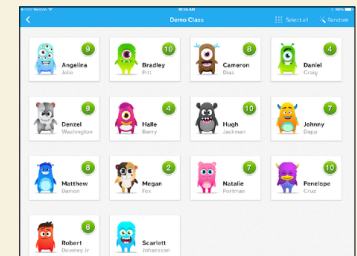 Demo Class
Select all
Random
9
Angelina
Jolie
10
Bradley
Pitt
8
Cameron
Diaz
4
Daniel
Craig
9
Denzel
Washington
4
Halle
Berry
10
Hugh
Jackman
7
Johnny
Depp
8
Matthew
Damon
2
Megan
Fox
7
Natalie
Portman
10
Penelope
Cruz
6
Robert
Downey Jr
Scarlett
Johansson